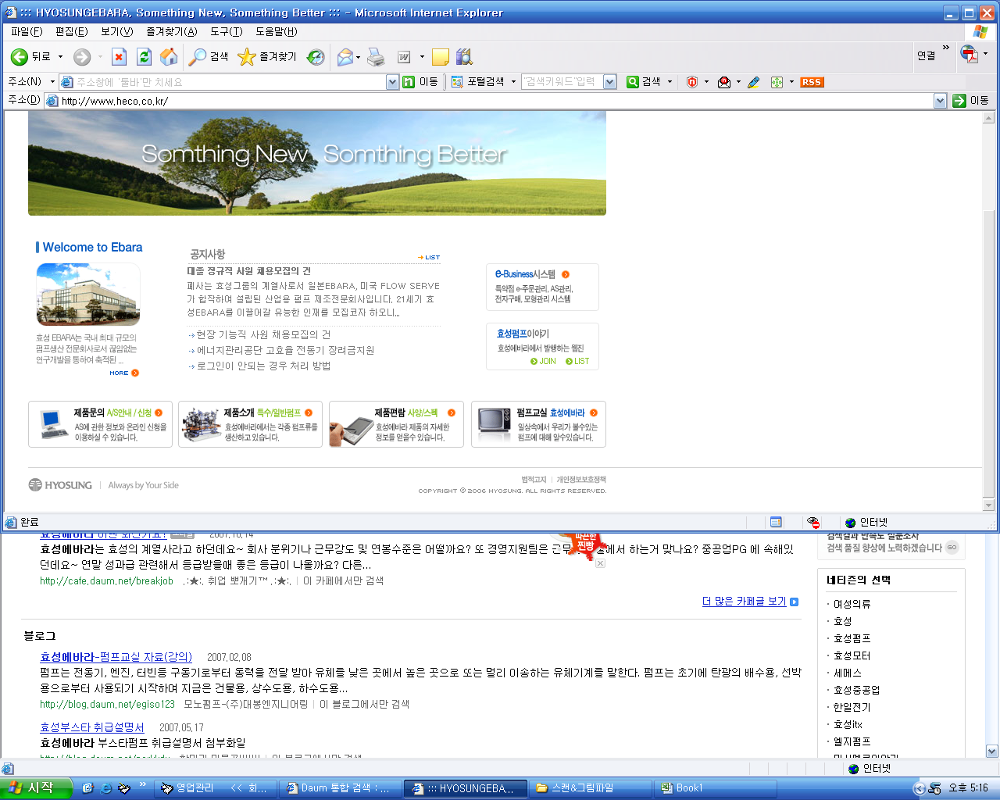 ::: HYOSUNGEBARA, Something New, Something Better ::: - Microsoft Internet Explorer
파일(F) 편집(E) 보기(V) 즐겨찾기(A) 도구(T) 도움말(H)
뒤로 검색 즐겨찾기 연결 »
주소(N) 주소창에 '툴바'만 치세요 이동 포털검색 "검색키워드"입력 검색 RSS
주소(D) http://www.heco.co.kr/ 이동
Somthing New . Somthing Better
Welcome to Ebara
효성 EBARA는 국내 최대 규모의
펌프생산 전문회사로서 끊임없는
연구개발을 통하여 축적된 ...
MORE
공지사항
LIST
대졸 정규직 사원 채용모집의 건
폐사는 효성그룹의 계열사로서 일본EBARA, 미국 FLOW SERVE
가 합작하여 설립된 산업용 펌프 제조전문회사입니다. 21세기 효
성EBARA를 이끌어갈 유능한 인재를 모집코자 하오니...
현장 기능직 사원 채용모집의 건
에너지관리공단 고효율 전동기 장려금지원
로그인이 안되는 경우 처리 방법
e-Business시스템
특약점 e-주문관리, AS관리,
전자구매, 모형관리 시스템
효성펌프이야기
효성에바라에서 발행하는 웹진
JOIN LIST
제품문의 A/S안내 / 신청
AS에 관한 정보와 온라인 신청을
이용하실 수 있습니다.
제품소개 특수/일반펌프
효성에바라에서는 각종 펌프류를
생산하고 있습니다.
제품편람 사양/스펙
효성에바라 제품의 자세한
정보를 얻을수 있습니다.
펌프교실 효성에바라
일상속에서 우리가 볼수있는
펌프에 대해 알수있습니다.
HYOSUNG | Always by Your Side
법적고지 | 개인정보보호정책
COPYRIGHT © 2006 HYOSUNG. ALL RIGHTS RESERVED.
완료 인터넷
효성에바라 어떤 회산가요? 2007.10.14
효성에바라는 효성의 계열사라고 하던데요~ 회사 분위기나 근무강도 및 연봉수준은 어떨까요? 또 경영지원팀은 근무 에서 하는거 맞나요? 중공업PG 에 속해있
던데요~ 연말 성과급 관련해서 등급받을때 좋은 등급이 나올까요? 다른...
http://cafe.daum.net/breakjob .:★:. 취업 뽀개기™.:★:. | 이 카페에서만 검색
더 많은 카페글 보기
찐빵
검색결과 만족도 설문조사
검색 품질 향상에 노력하겠습니다 GO
네티즌의 선택
· 여성의류
· 효성
· 효성펌프
· 효성모터
· 세메스
· 효성중공업
· 한일전기
· 효성itx
· 엘지펌프
블로그
효성에바라-펌프교실 자료(강의) 2007.02.08
펌프는 전동기, 엔진, 터빈등 구동기로부터 동력을 전달 받아 유체를 낮은 곳에서 높은 곳으로 또는 멀리 이송하는 유체기계를 말한다. 펌프는 초기에 탄광의 배수용, 선박
용으로부터 사용되기 시작하여 지금은 건물용, 상수도용, 하수도용...
http://blog.daum.net/egiso123 모노펌프-(주)대봉엔지니어링 | 이 블로그에서만 검색
효성부스타 취급설명서 2007.05.17
효성에바라 부스타펌프 취급설명서 첨부화일
인터넷
시작 » 영업관리 << 회... Daum 통합 검색 : ... ::: HYOSUNGEBA... 스캔&그림파일 Book1 오후 5:16